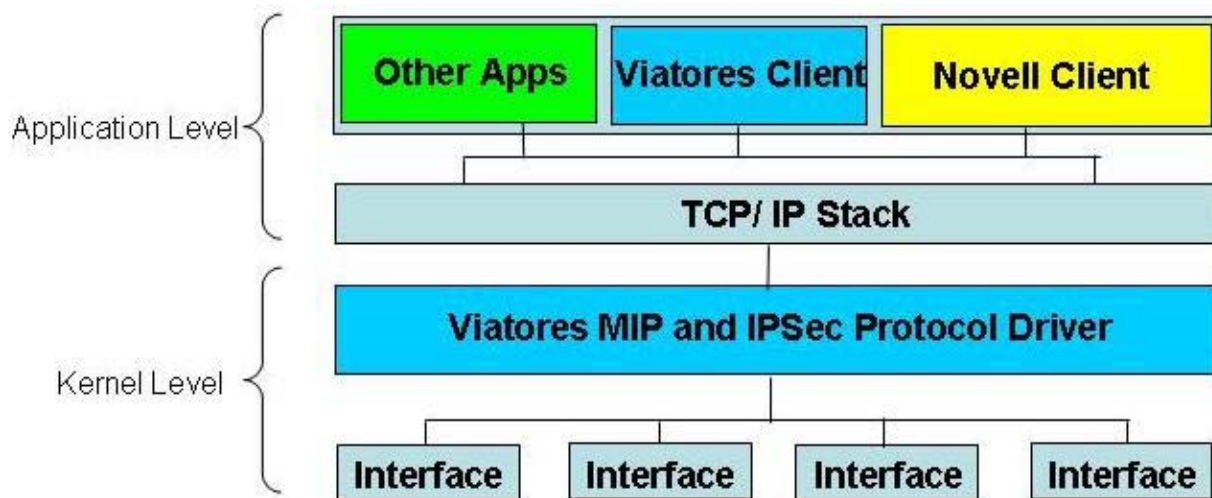 Other Apps
Viatores Client
Novell Client
Application Level
TCP/ IP Stack
Viatores MIP and IPSec Protocol Driver
Kernel Level
Interface
Interface
Interface
Interface